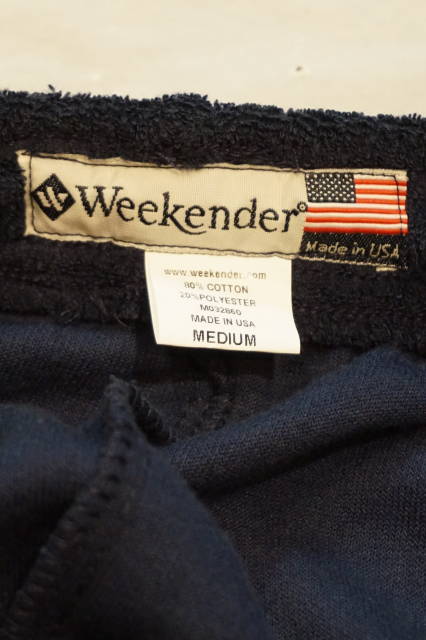 Weekender®
Made in USA
www.weekender.com
80% COTTON
20%POLYESTER
M032860
MADE IN USA
MEDIUM